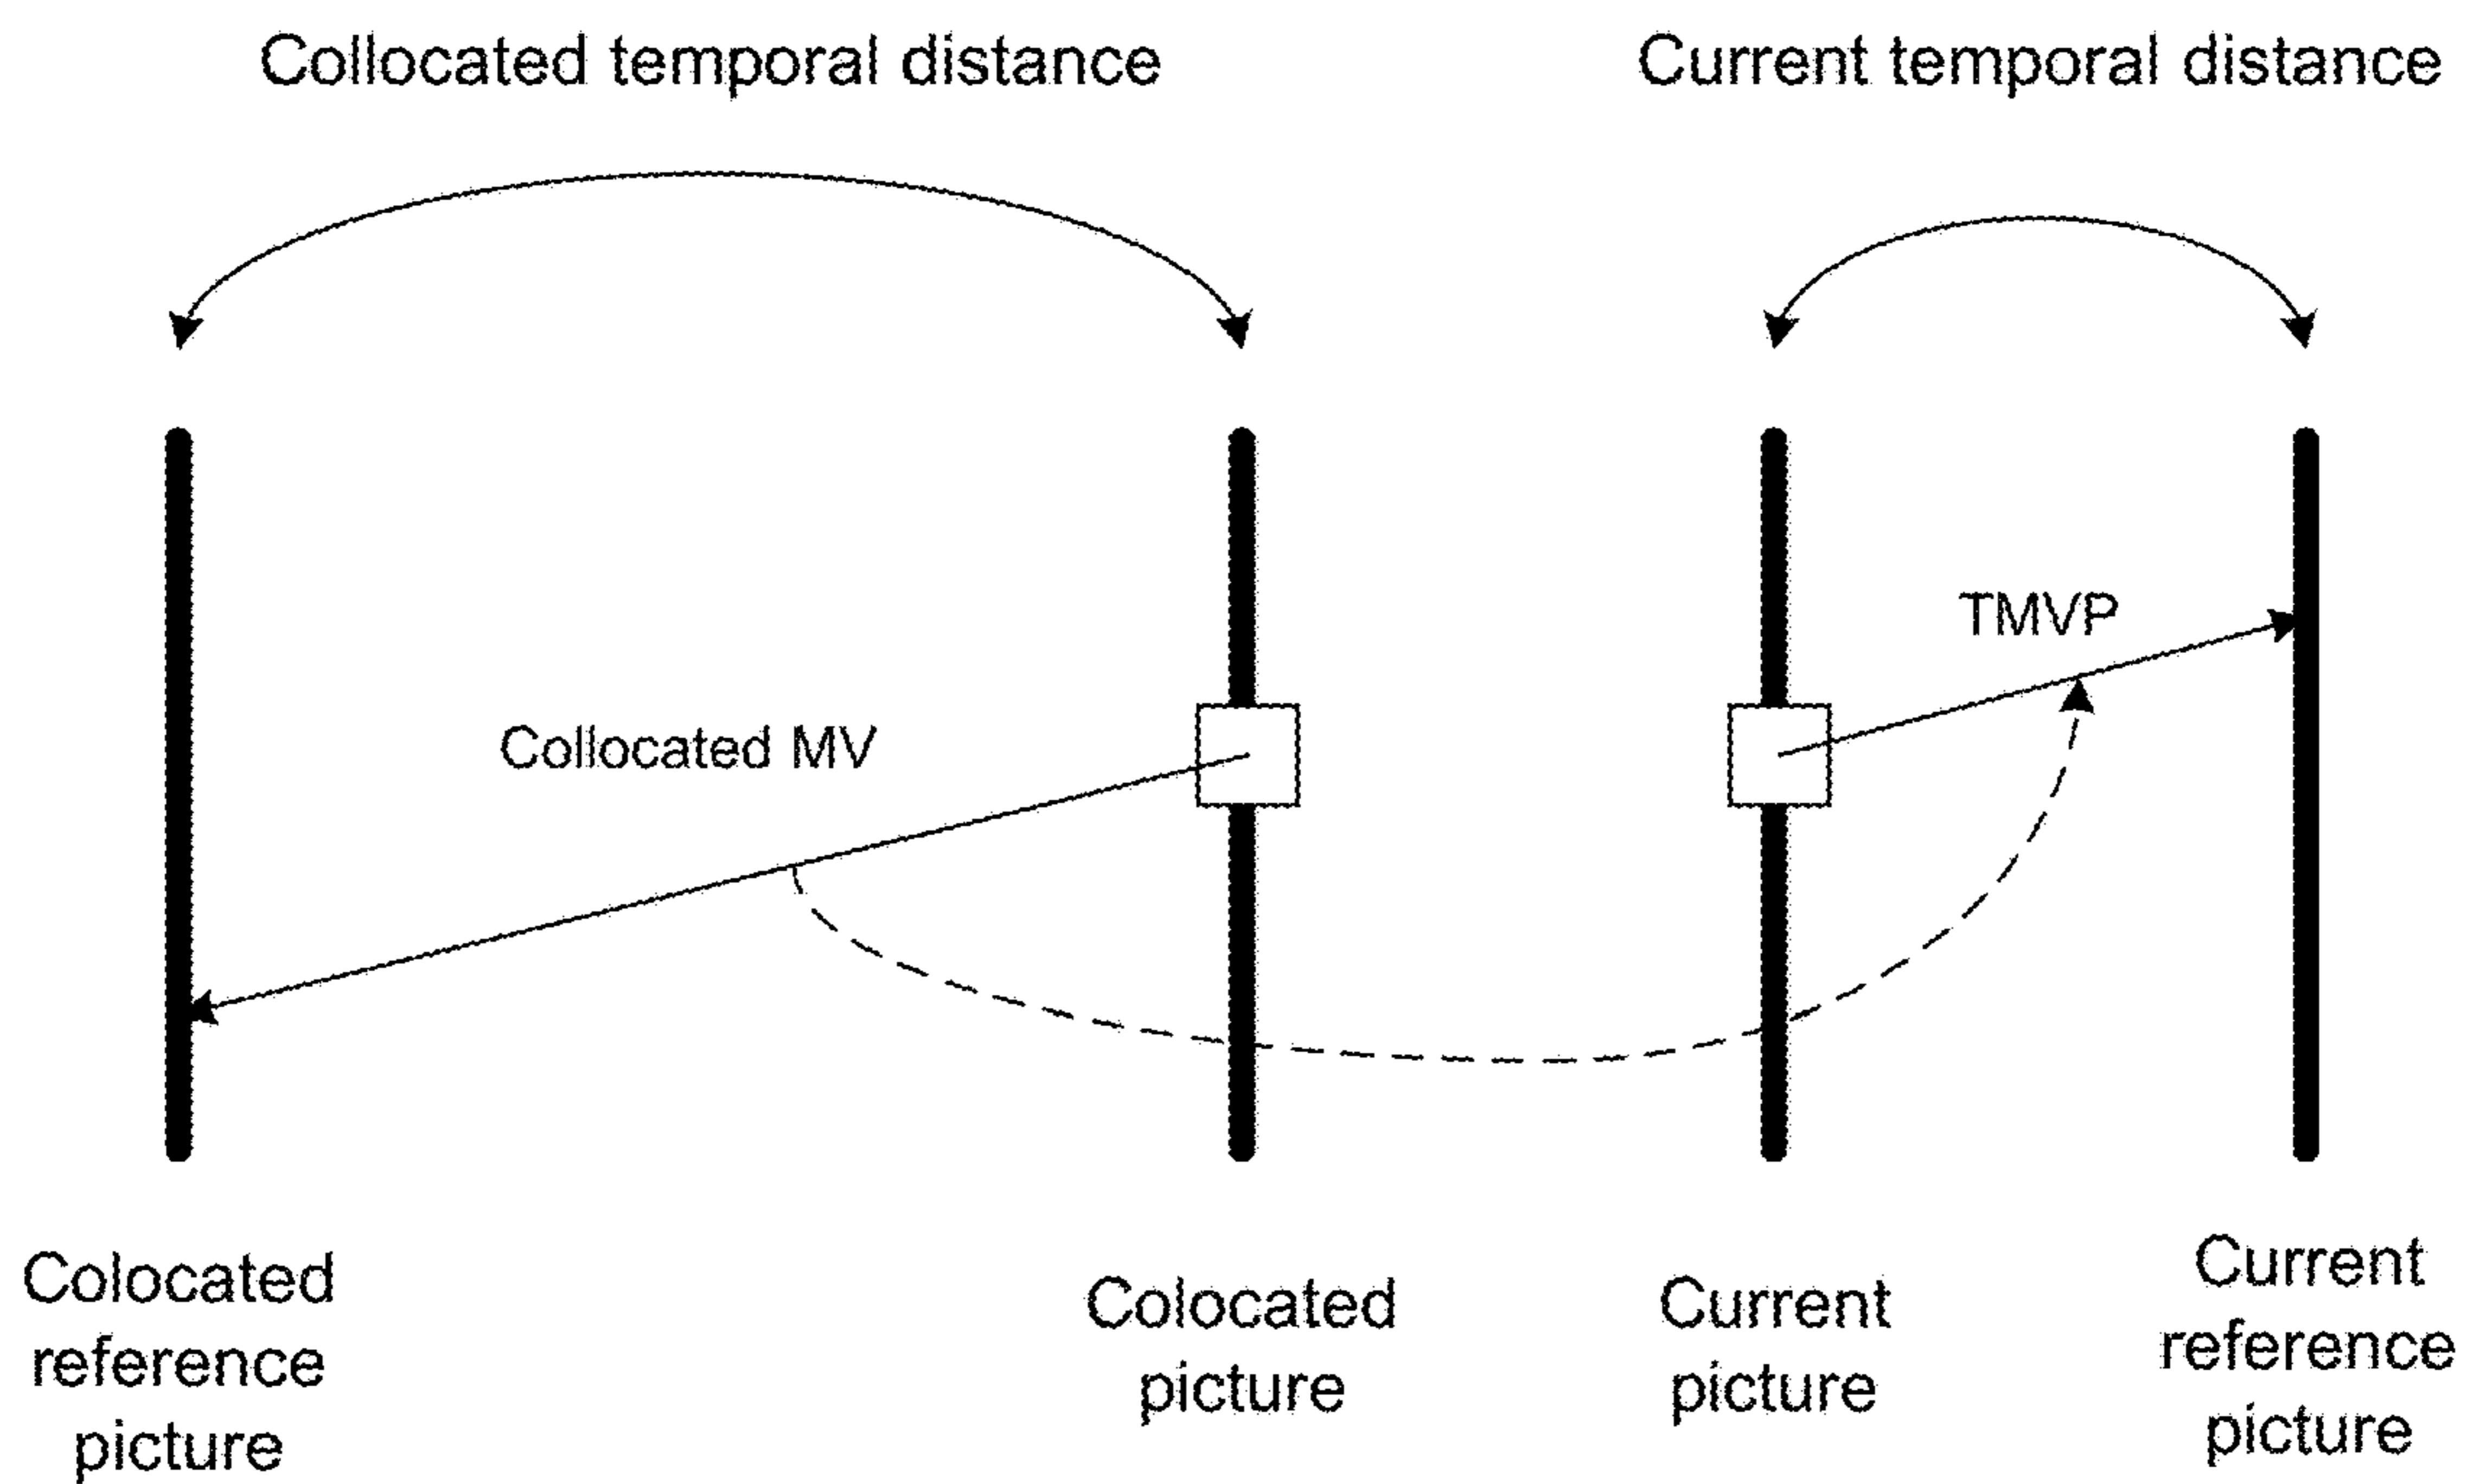 Collocated temporal distance
Current temporal distance
TMVP
Collocated MV
Colocated
reference
picture
Colocated
picture
Current
picture
Current
reference
picture